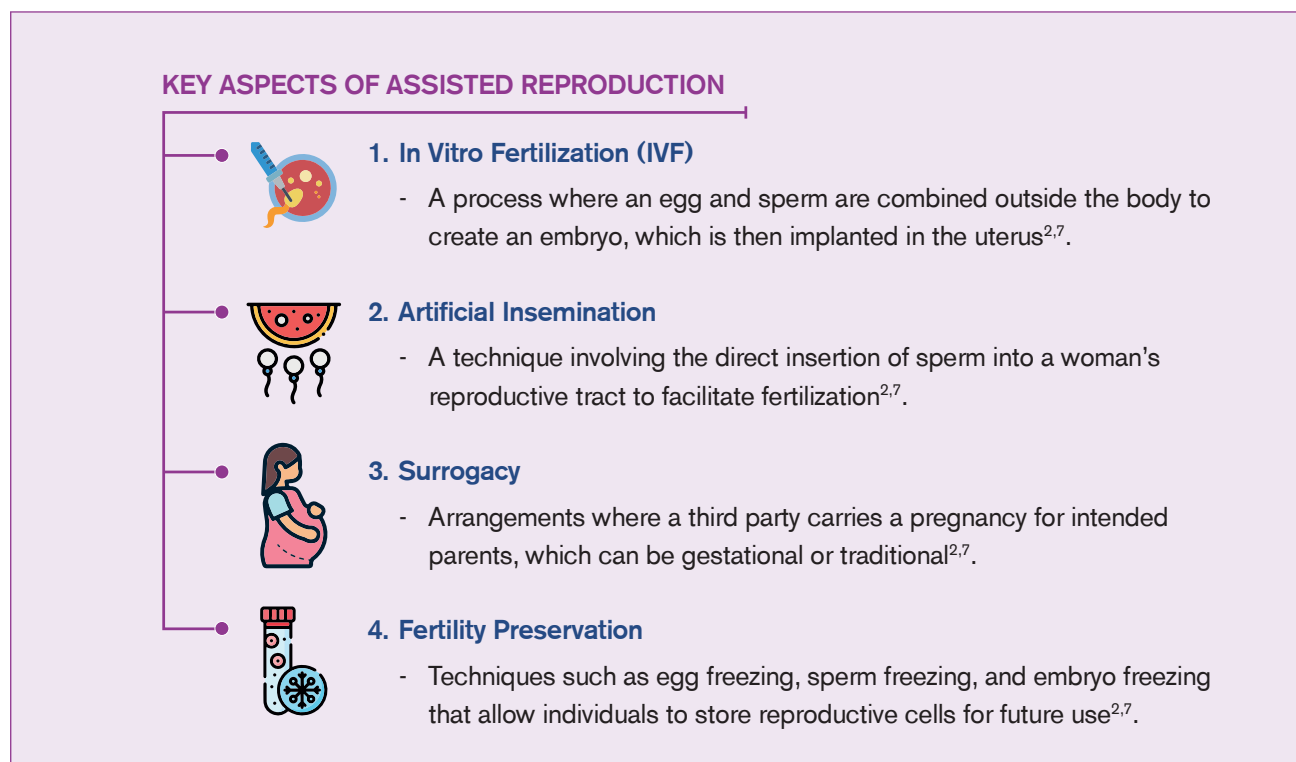 KEY ASPECTS OF ASSISTED REPRODUCTION
1. In Vitro Fertilization (IVF)
- A process where an egg and sperm are combined outside the body to
create an embryo, which is then implanted in the uterus2,7.
2. Artificial Insemination
- A technique involving the direct insertion of sperm into a woman’s
reproductive tract to facilitate fertilization2,7.
3. Surrogacy
- Arrangements where a third party carries a pregnancy for intended
parents, which can be gestational or traditional2,7.
4. Fertility Preservation
- Techniques such as egg freezing, sperm freezing, and embryo freezing
that allow individuals to store reproductive cells for future use2,7.